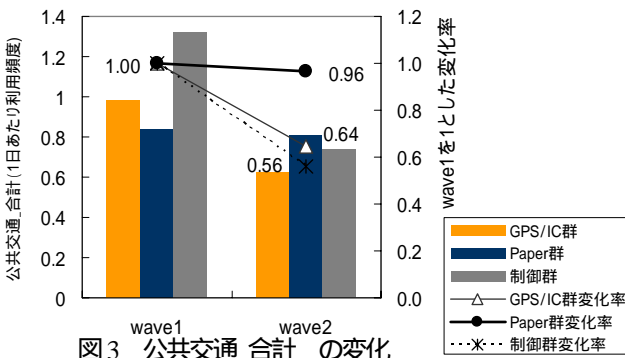 公共交通_合計(1日あたり利用頻度)
1.4
1.2
1
0.8
0.6
0.4
0.2
0
1.00
0.96
0.64
0.56
1.2
1.0
0.8
0.6
0.4
0.2
0.0
wave1を1とした変化率
wave1
wave2
GPS/IC群
Paper群
制御群
GPS/IC群変化率
Paper群変化率
制御群変化率
図3 公共交通_合計 の変化